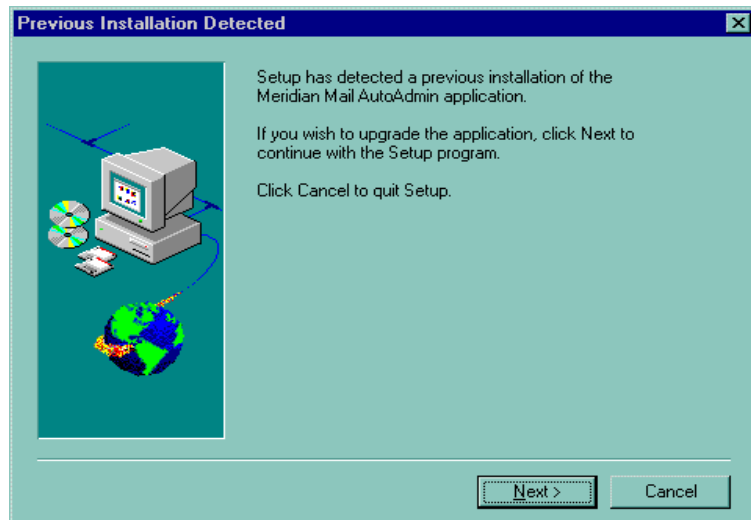 Previous Installation Detected
Setup has detected a previous installation of the
Meridian Mail AutoAdmin application.
If you wish to upgrade the application, click Next to
continue with the Setup program.
Click Cancel to quit Setup.
Next >
Cancel